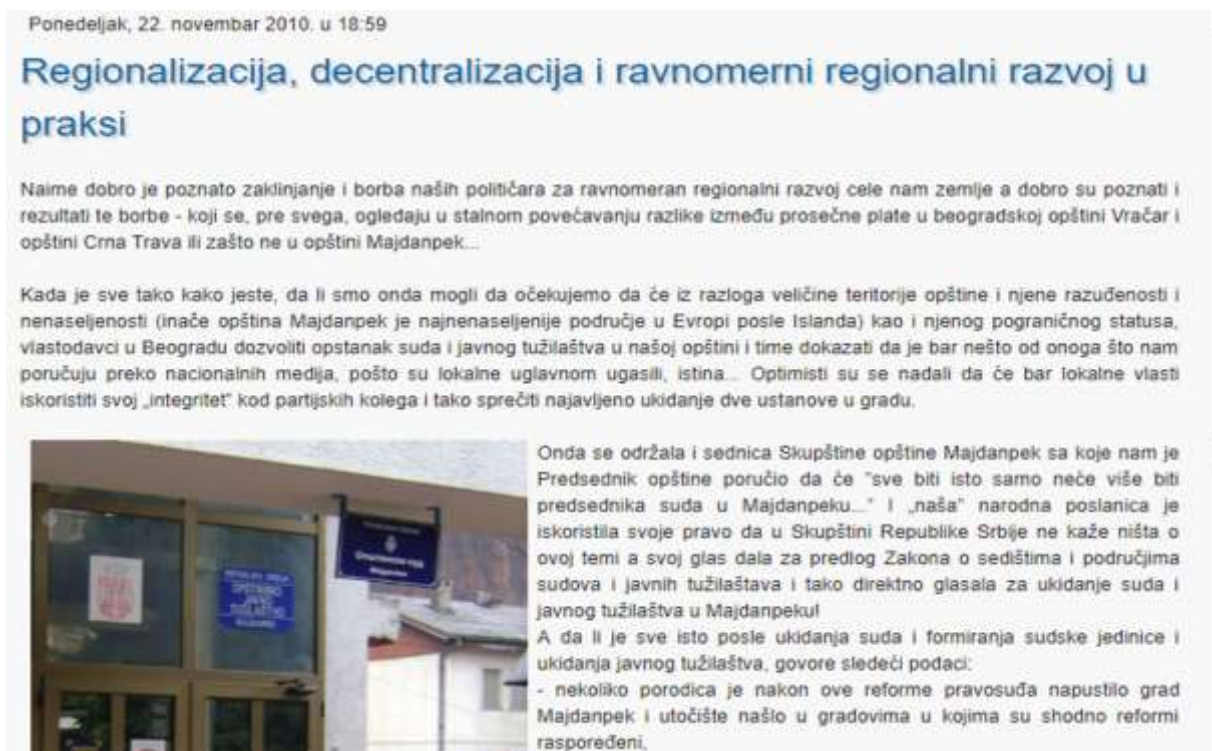 Ponedeljak, 22. novembar 2010. u 18:59
Regionalizacija, decentralizacija i ravnomerni regionalni razvoj u
praksi
Naime dobro je poznato zaklinjanje i borba naših političara za ravnomeran regionalni razvoj cele nam zemlje a dobro su poznati i
rezultati te borbe - koji se, pre svega, ogledaju u stalnom povećavanju razlike između prosečne plate u beogradskoj opštini Vračar i
opštini Crna Trava ili zašto ne u opštini Majdanpek...
Kada je sve tako kako jeste, da li smo onda mogli da očekujemo da će iz razloga veličine teritorije opštine i njene razuđenosti i
nenaseljenosti (inače opština Majdanpek je najnenaseljenije područje u Evropi posle Islanda) kao i njenog pograničnog statusa,
vlastodavci u Beogradu dozvoliti opstanak suda i javnog tužilaštva u našoj opštini i time dokazati da je bar nešto od onoga što nam
poručuju preko nacionalnih medija, pošto su lokalne uglavnom ugasili, istina... Optimisti su se nadali da će bar lokalne vlasti
iskoristiti svoj „integritet" kod partijskih kolega i tako sprečiti najavljeno ukidanje dve ustanove u gradu.
Onda se održala i sednica Skupštine opštine Majdanpek sa koje nam je
Predsednik opštine poručio da će "sve biti isto samo neće više biti
predsednika suda u Majdanpeku..." I „naša" narodna poslanica je
iskoristila svoje pravo da u Skupštini Republike Srbije ne kaže ništa o
ovoj temi a svoj glas dala za predlog Zakona o sedištima i područjima
sudova i javnih tužilaštava i tako direktno glasala za ukidanje suda i
javnog tužilaštva u Majdanpeku!
A da li je sve isto posle ukidanja suda i formiranja sudske jedinice i
ukidanja javnog tužilaštva, govore sledeći podaci:
- nekoliko porodica je nakon ove reforme pravosuđa napustilo grad
Majdanpek i utočište našlo u gradovima u kojima su shodno reformi
raspoređeni,